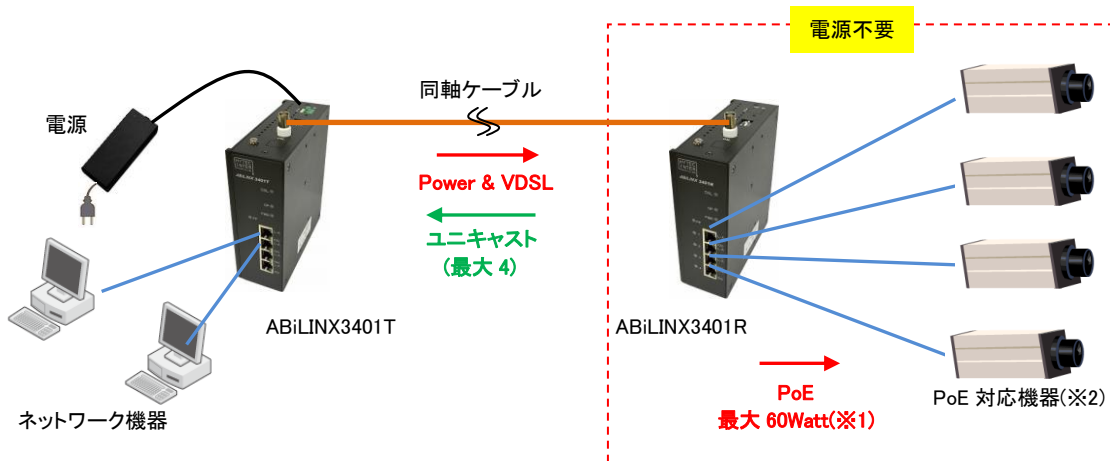 電源不要
同軸ケーブル
電源
Power & VDSL
ユニキャスト
(最大 4)
ABiLINX 3401T
ABiLINX3401T
ABiLINX3401R
PoE
最大 60Watt(※1)
PoE 対応機器(※2)
ネットワーク機器